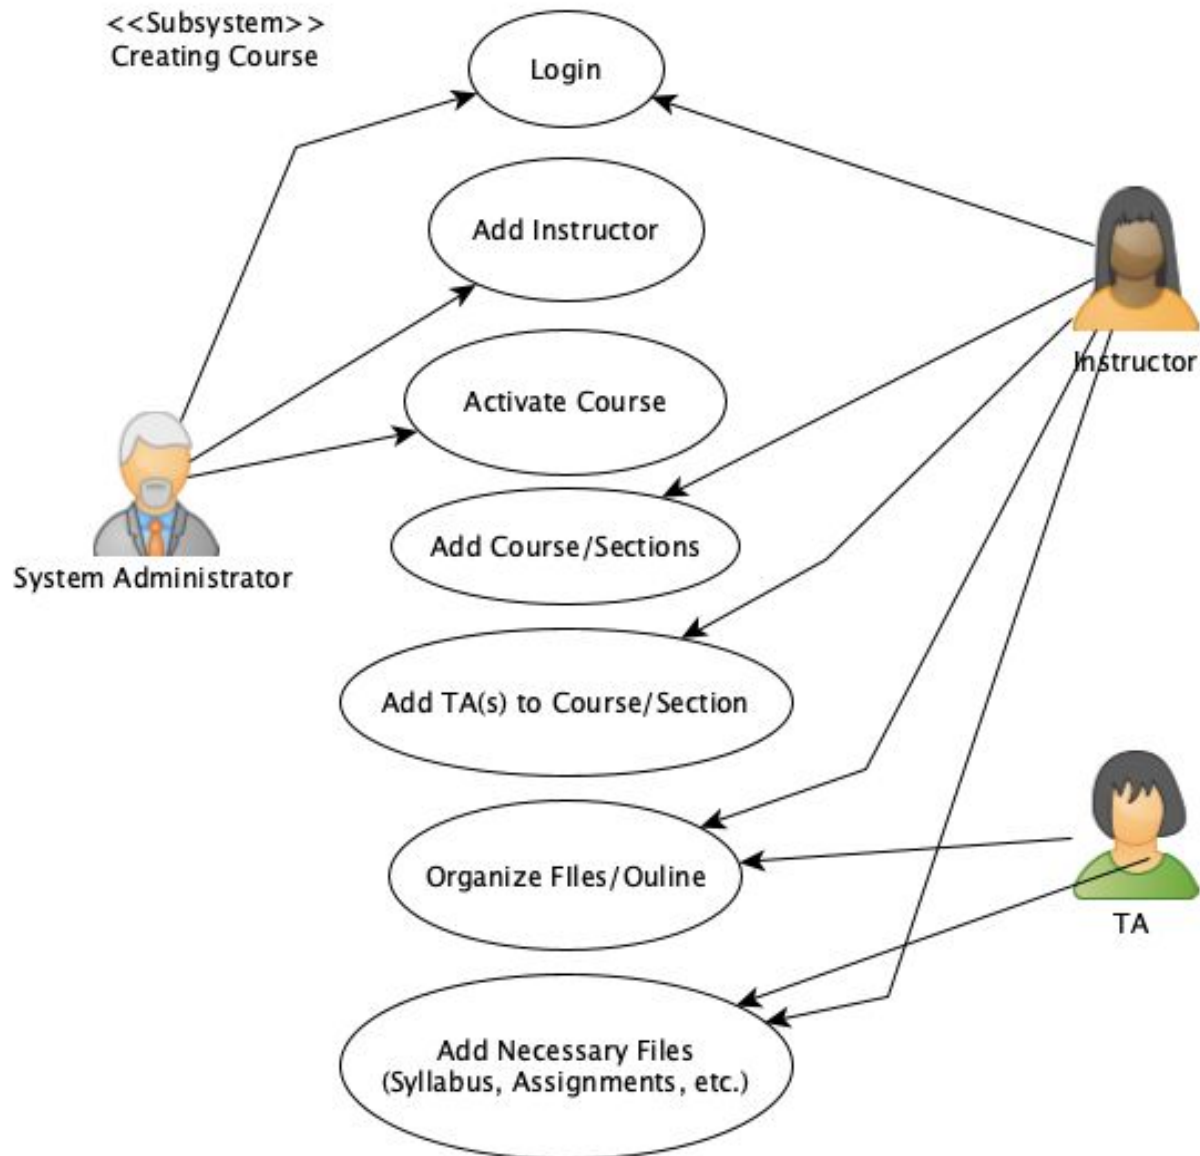 <<Subsystem>>
Creating Course
Login
Add Instructor
Instructor
Activate Course
Add Course/Sections
System Administrator
Add TA(s) to Course/Section
Organize FIles/Ouline
TA
Add Necessary Files
(Syllabus, Assignments, etc.)